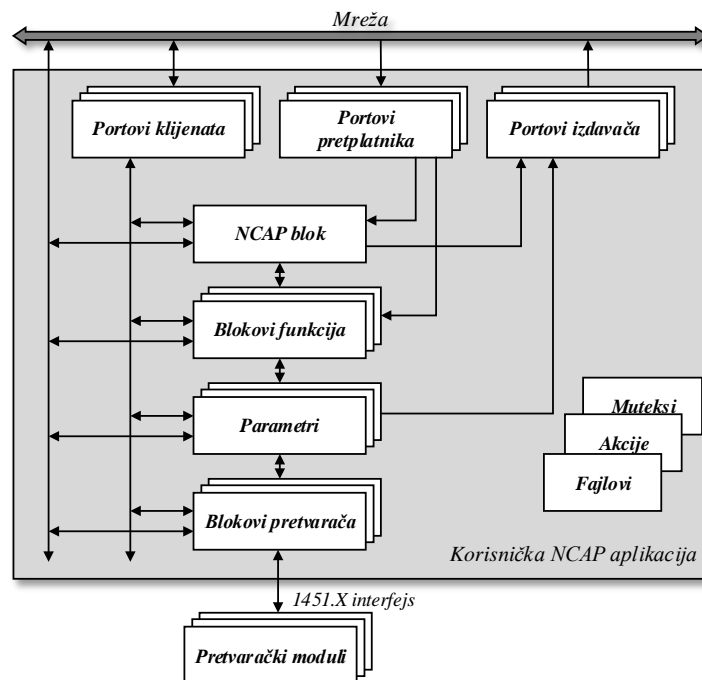 Mreža
Portovi klijenata
Portovi
pretplatnika
Portovi izdavača
NCAP blok
Blokovi funkcija
Parametri
Muteksi
Akcije
Fajlovi
Blokovi pretvarača
Korisnička NCAP aplikacija
1451.X interfejs
Pretvarački moduli